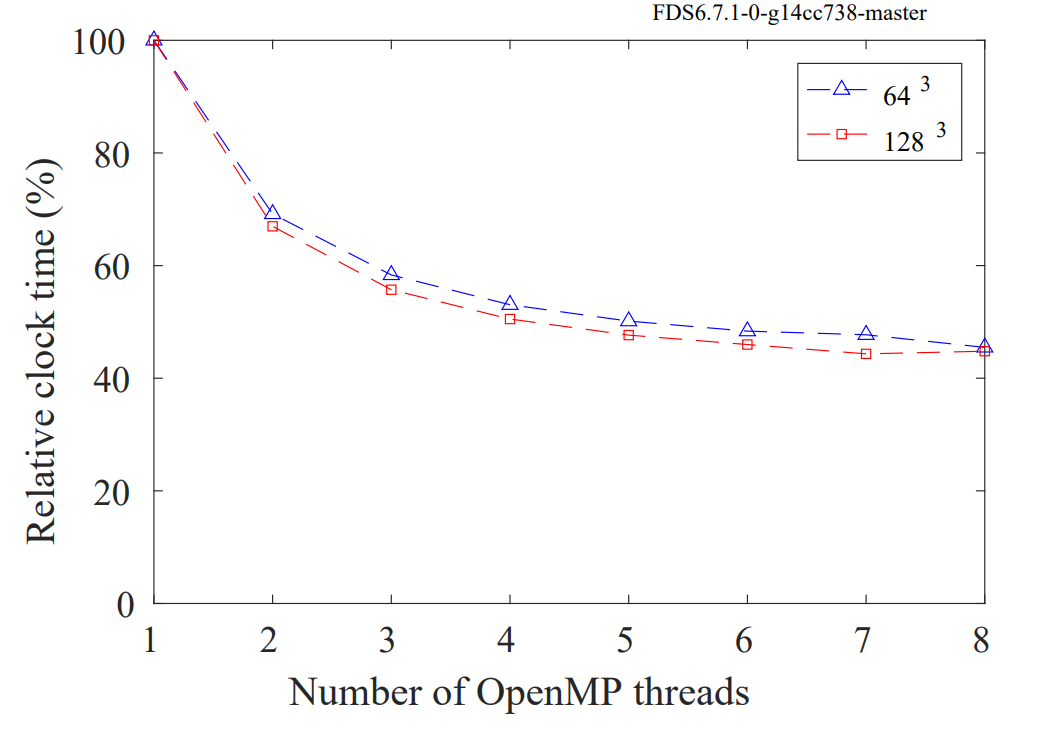 FDS6.7.1-0-g14cc738-master
100
80
60
40
20
0
Relative clock time (%)
64 3
128 3
1 2 3 4 5 6 7 8
Number of OpenMP threads